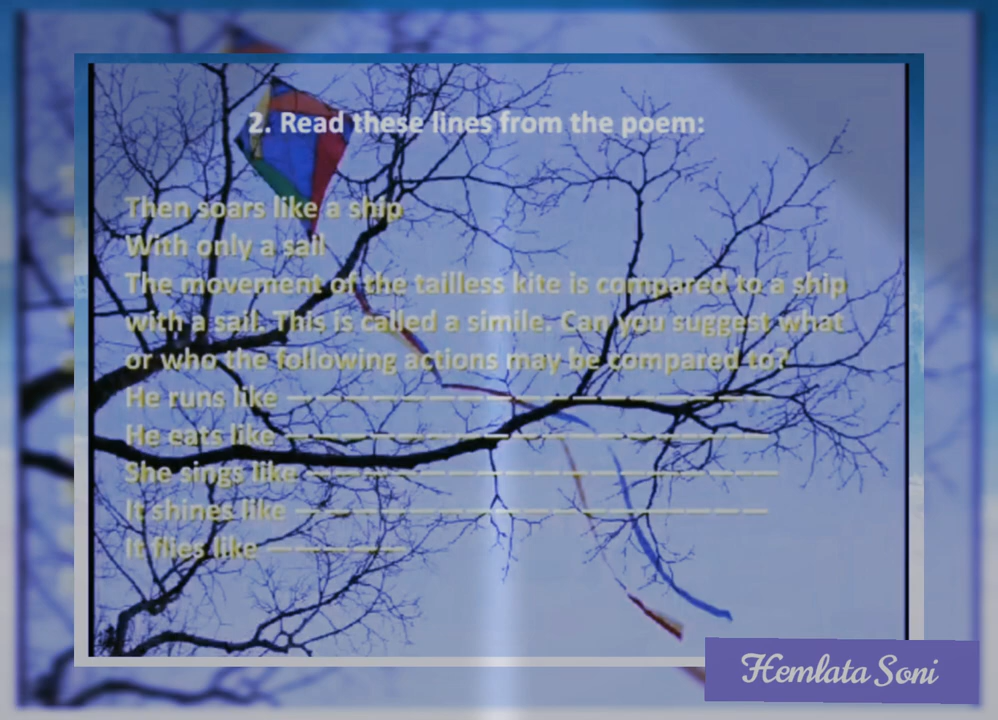 2. Read these lines from the poem:
Then soars like a ship
With only a sail
The movement of the tailless kite is compared to a ship
with a sail. This is called a simile. Can you suggest what
or who the following actions may be compared to?
He runs like — — — — — — — — — — — — — — — — —
He eats like — — — — — — — — — — — — — — — — —
She sings like — — — — — — — — — — — — — — — — —
It shines like — — — — — — — — — — — — — — — — —
It flies like — — — — —
Hemlata Soni